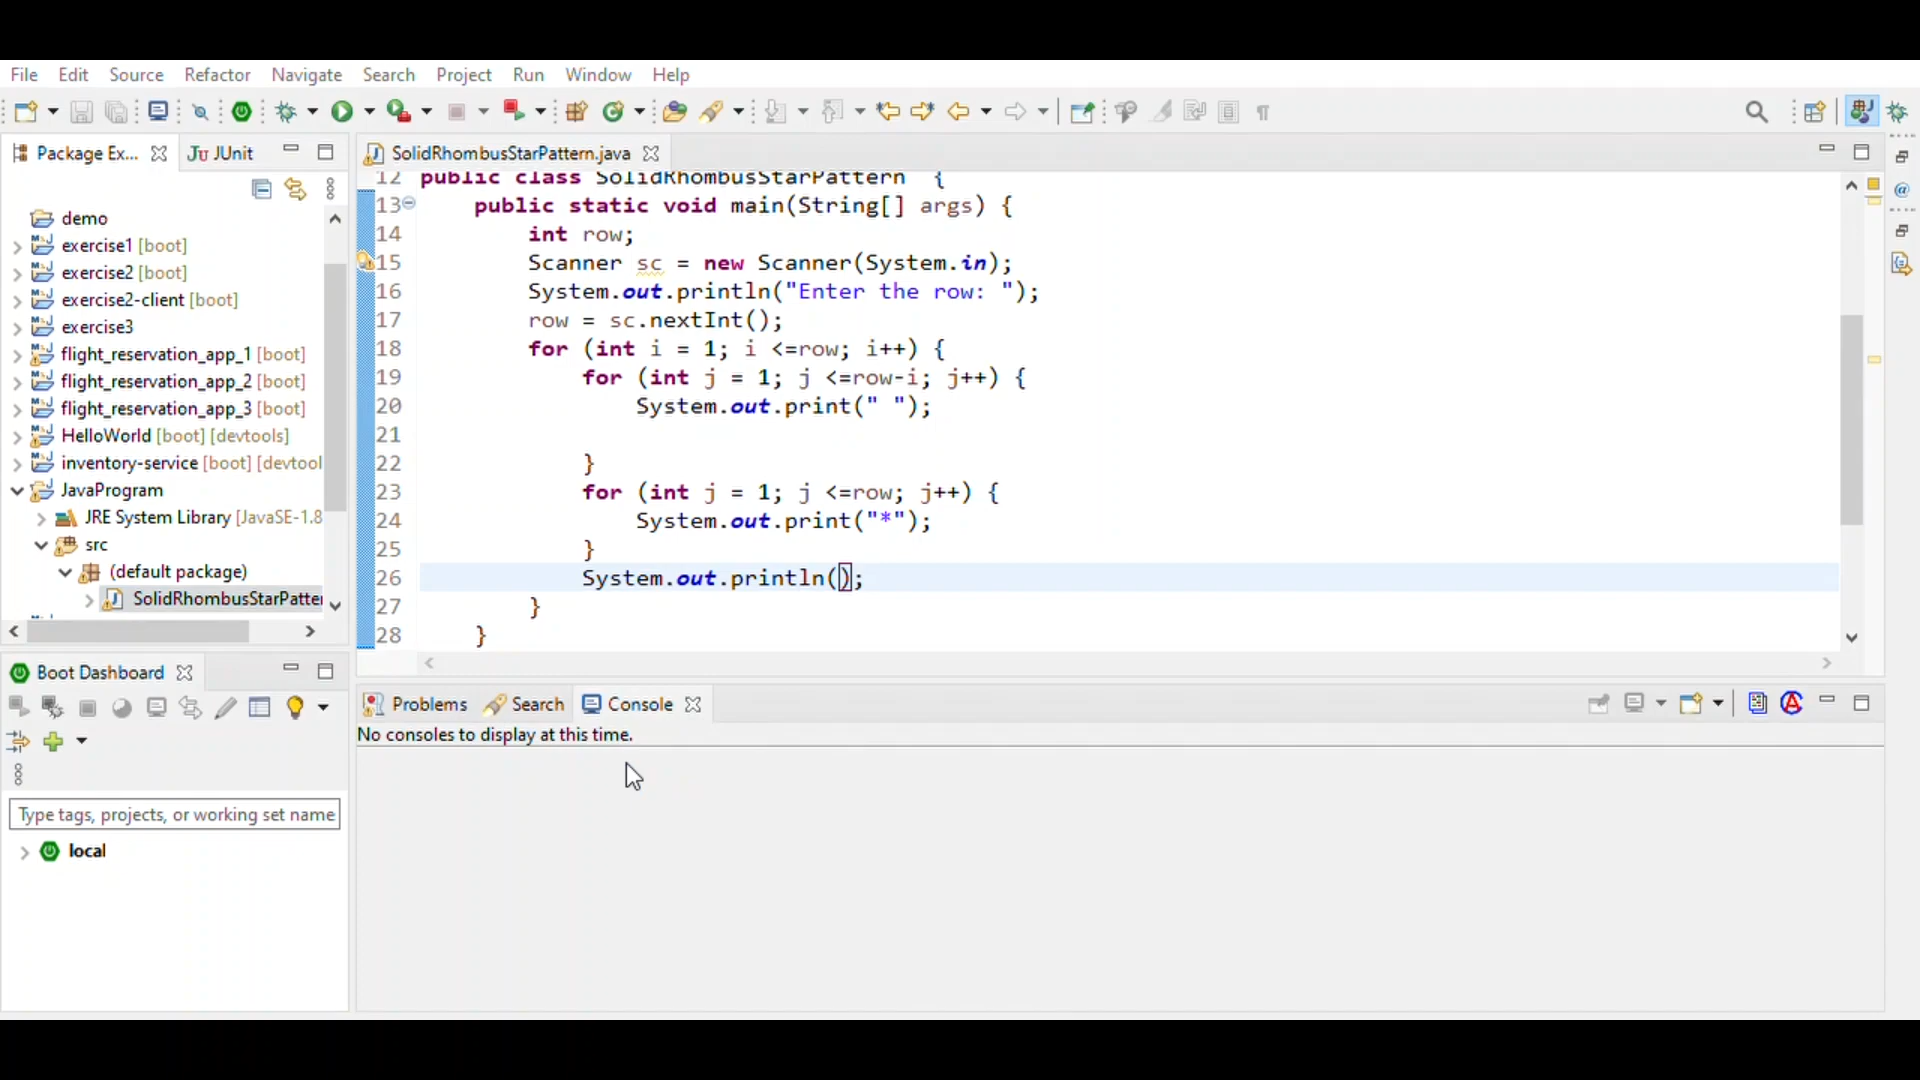 File Edit Source Refactor Navigate Search Project Run Window Help
Package Ex... JUnit
SolidRhombusStarPattern.java
demo
exercise1 [boot]
exercise2 [boot]
exercise2-client [boot]
exercise3
flight_reservation_app_1 [boot]
flight_reservation_app_2 [boot]
flight_reservation_app_3 [boot]
HelloWorld [boot] [devtools]
inventory-service [boot] [devtool
JavaProgram
JRE System Library [JavaSE-1.8
src
(default package)
SolidRhombusStarPatter
12 public class SolidRhombusStarPattern {
13 public static void main(String[] args) {
14 int row;
15 Scanner sc = new Scanner(System.in);
16 System.out.println("Enter the row: ");
17 row = sc.nextInt();
18 for (int i = 1; i <=row; i++) {
19 for (int j = 1; j <=row-i; j++) {
20 System.out.print(" ");
21
22 }
23 for (int j = 1; j <=row; j++) {
24 System.out.print("*");
25 }
26 System.out.println();
27 }
28 }
Boot Dashboard
Type tags, projects, or working set name
local
Problems Search Console
No consoles to display at this time.